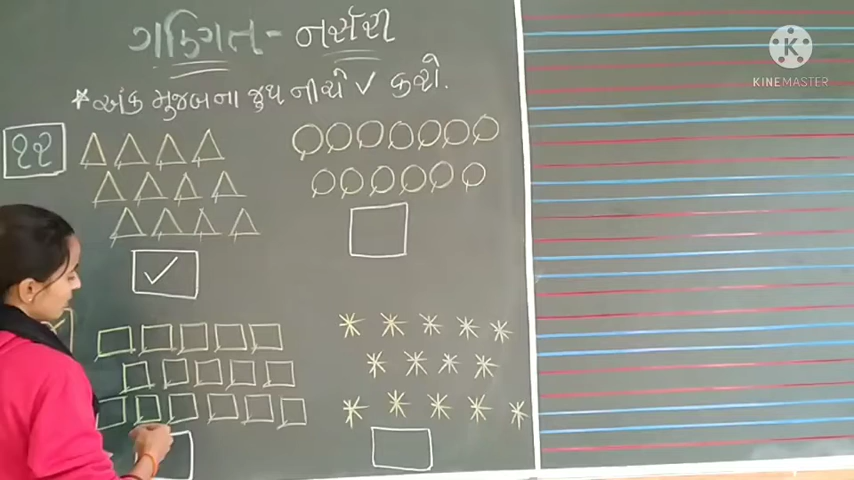 ગણિત - નર્સરી
* અંક મુજબના જૂથ નીચે ✓ કરો.
૧૨
KINEMASTER